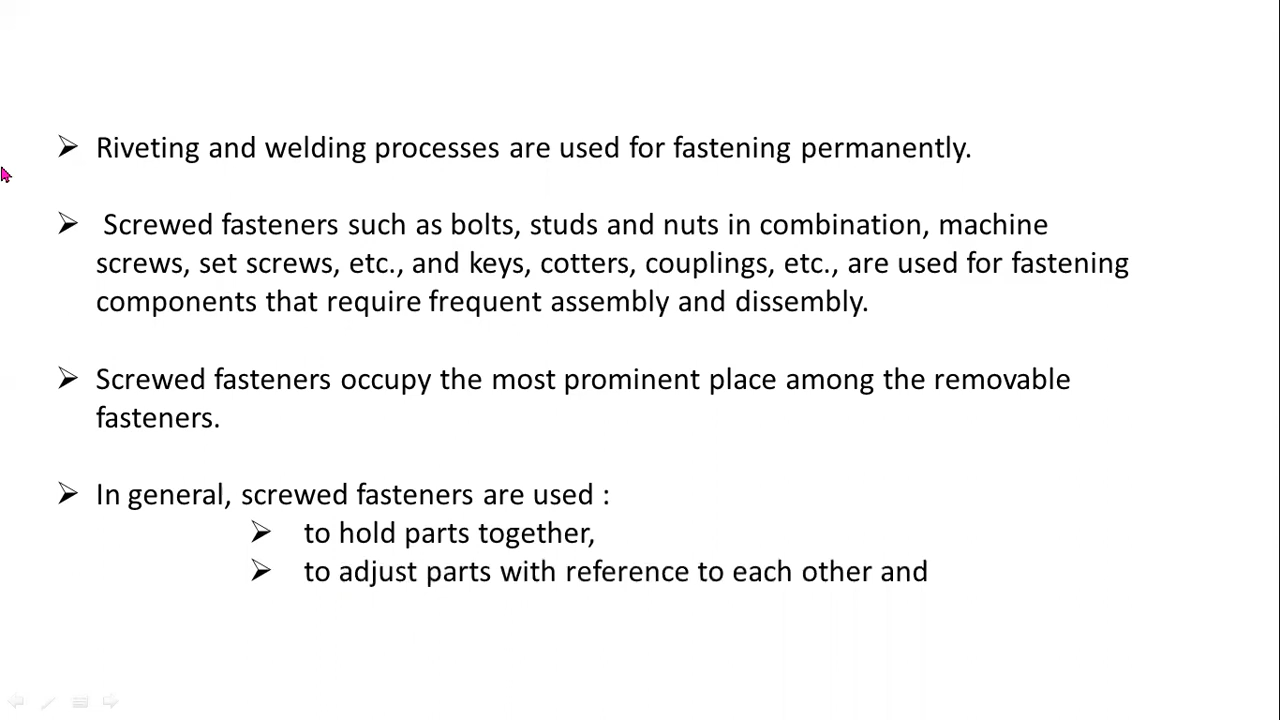 ➢ Riveting and welding processes are used for fastening permanently.
➢ Screwed fasteners such as bolts, studs and nuts in combination, machine
screws, set screws, etc., and keys, cotters, couplings, etc., are used for fastening
components that require frequent assembly and dissembly.
➢ Screwed fasteners occupy the most prominent place among the removable
fasteners.
➢ In general, screwed fasteners are used :
➢ to hold parts together,
➢ to adjust parts with reference to each other and